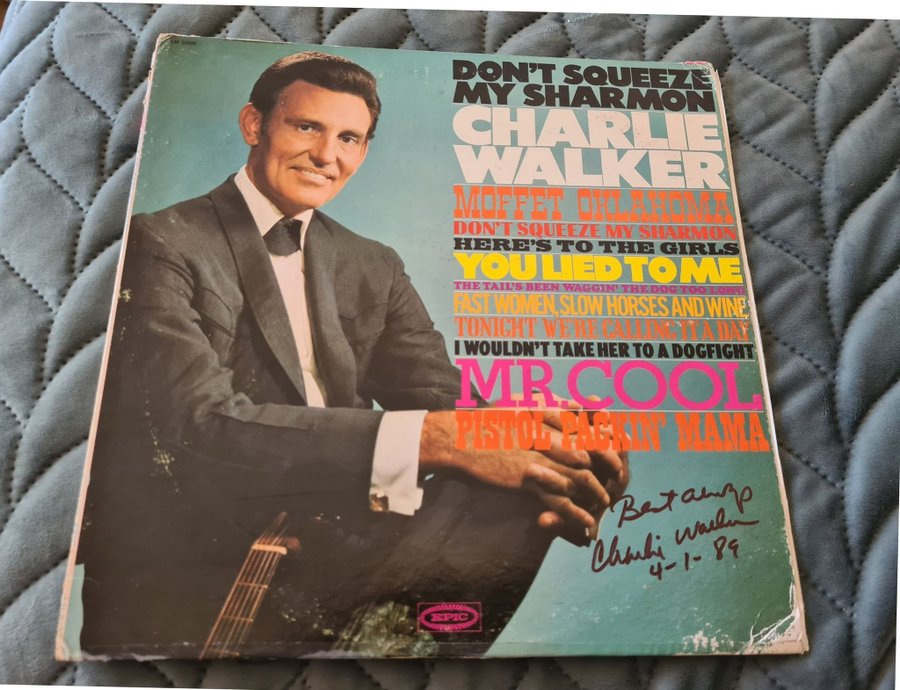 DON'T SQUEEZE
MY SHARMON
CHARLIE
WALKER
MOFFET OKLAHOMA
DON'T SQUEEZE MY SHARMON
HERE'S TO THE GIRLS
YOU LIED TO ME
THE TAIL'S BEEN WAGGIN' THE DOG TOO LONG
FAST WOMEN, SLOW HORSES AND WINE
TONIGHT WE'RE CALLING IT A DAY
I WOULDN'T TAKE HER TO A DOGFIGHT
MR. COOL
PISTOL PACKIN' MAMA
Best always
Charlie Walker
4-1-89
EPIC